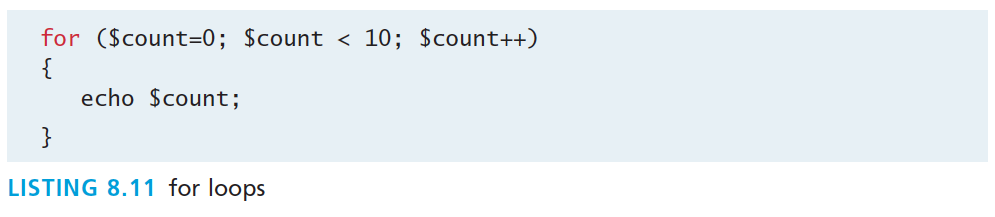 for ($count=0; $count < 10; $count++)
{
echo $count;
}
LISTING 8.11 for loops